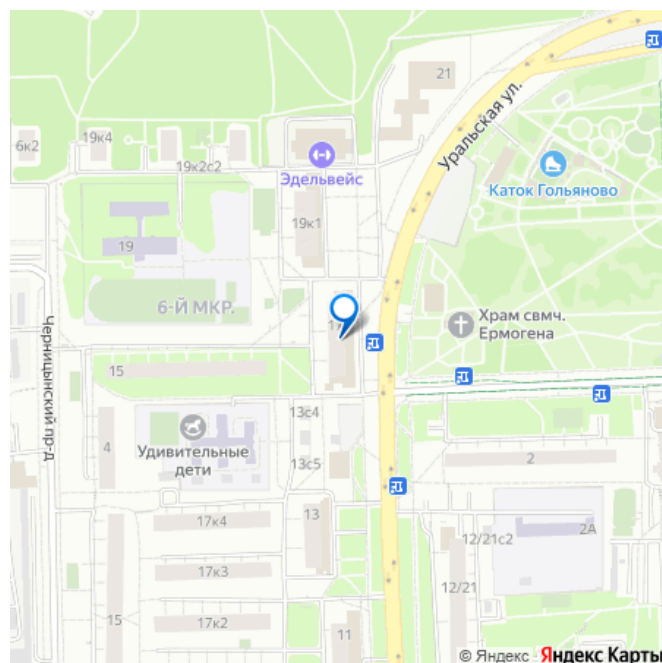 21
Уральская ул.
6к2
19к4
19к2с2
Эдельвейс
Каток Гольяново
19к1
19
6-Й МКР.
Храм свмч.
Ермогена
Черницынский пр-д
15
13с4
4
Удивительные
дети
13с5
2
17к4
13
2А
12/21с2
17к3
12/21
15
17к2
11
© Яндекс
Яндекс Карты